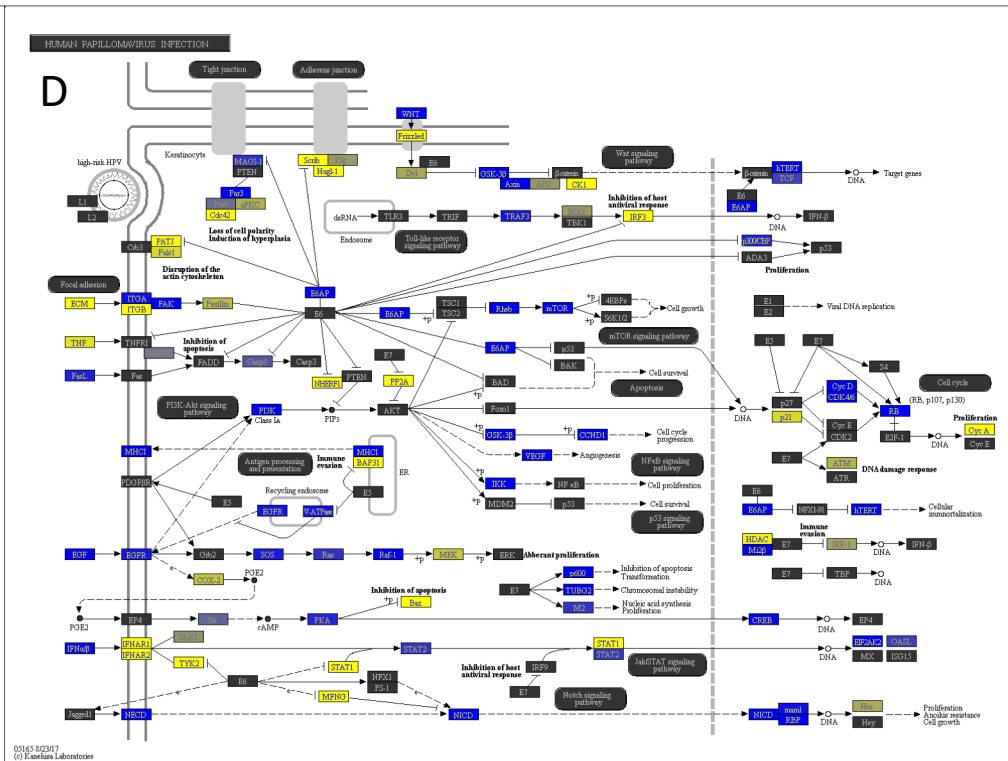 HUMAN PAPILLOMAVIRUS INFECTION
D
Tight junction
Adherens junction
WNT
Frizzled
Keratinocyte
high-risk HPV
MAGI-1
PTEN
Scrib
Dlg
Hugl-1
Dvl
E6
GSK-3β
β-catenin
Axin
APC
CK1
Wnt signaling
pathway
β-catenin
hTERT
TCF
DNA
Target genes
E6
E6AP
L1
L2
Par3
Par6
aPKC
Cdc42
Loss of cell polarity
Induction of hyperplasia
dsRNA
TLR3
TRIF
TRAF3
TBK1
Endosome
Toll-like receptor
signaling pathway
Inhibition of host
antiviral response
IRF3
DNA
IFN-β
Crb3
PATJ
Pals1
Disruption of the
actin cytoskeleton
p300/CBP
ADA3
p53
Proliferation
Focal adhesion
ECM
ITGA
ITGB
FAK
Paxillin
E6AP
E6
E6AP
+p
TSC1
TSC2
Rheb
mTOR
+p
+p
4EBPs
S6K1/2
Cell growth
mTOR signaling pathway
E1
E2
Viral DNA replication
TNF
TNFR1
Inhibition of
apoptosis
FADD
Casp8
Casp3
FasL
Fas
NHERF1
PTEN
E7
PP2A
E6AP
p53
BAK
BAD
Cell survival
Apoptosis
E5
E7
S4
p27
p21
Cyc D
CDK4/6
Cyc E
CDK2
RB
Cell cycle
(RB, p107, p130)
E2F-1
DNA
Proliferation
Cyc A
Cyc E
PI3K-Akt signaling
pathway
PI3K
Class IA
PIP3
AKT
+p
Foxo1
DNA
+p
GSK-3β
+p
CCND1
Cell cycle
progression
VEGF
Angiogenesis
NFκB signaling
pathway
E7
ATM
ATR
DNA damage response
MHCI
Antigen processing
and presentation
Immune
evasion
MHCI
BAP31
ER
E5
+p
IKK
NFκB
Cell proliferation
+p
MDM2
p53
Cell survival
p53 signaling
pathway
PDGFβR
E5
Recycling endosome
EGFR
V-ATPase
E6
E6AP
NFX1-91
hTERT
Cellular
immortalization
EGF
EGFR
Grb2
SOS
Ras
Raf-1
MEK
ERK
Abberant proliferation
HDAC
Mi2β
E7
Immune
evasion
IRF-1
DNA
IFN-β
e
COX-2
PGE2
E7
p600
Inhibition of apoptosis
Transformation
TUBG2
Chromosomal instability
M2
Nucleic acid synthesis
Proliferation
E7
TBP
DNA
Inhibition of apoptosis
+p
Bax
PGE2
EP4
Gs
cAMP
PKA
CREB
DNA
EP4
IFNα/β
IFNAR1
IFNAR2
JAK1
TYK2
STAT1
STAT2
Inhibition of host
antiviral response
IRF9
E7
STAT1
STAT2
Jak-STAT signaling
pathway
DNA
EIF2AK2
OASL
MX
ISG15
E6
e
e
NFX1
PS-1
e
MFNG
Notch signaling
pathway
Jagged1
NECD
NICD
NICD
maml
RBP
DNA
Hes
Hey
Proliferation
Anoikis resistance
Cell growth
05165 8/23/17
(c) Kanehisa Laboratories